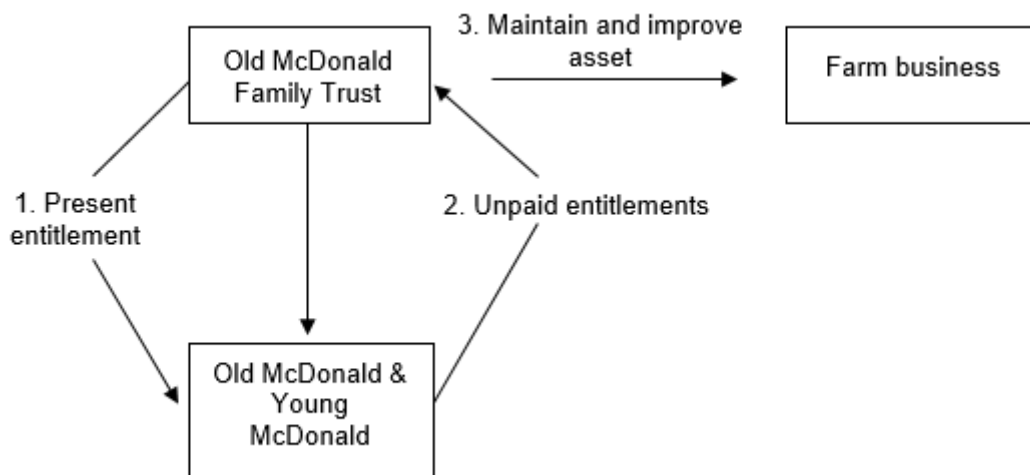 Old McDonald
Family Trust
3. Maintain and improve
asset
Farm business
1. Present
entitlement
2. Unpaid entitlements
Old McDonald &
Young
McDonald